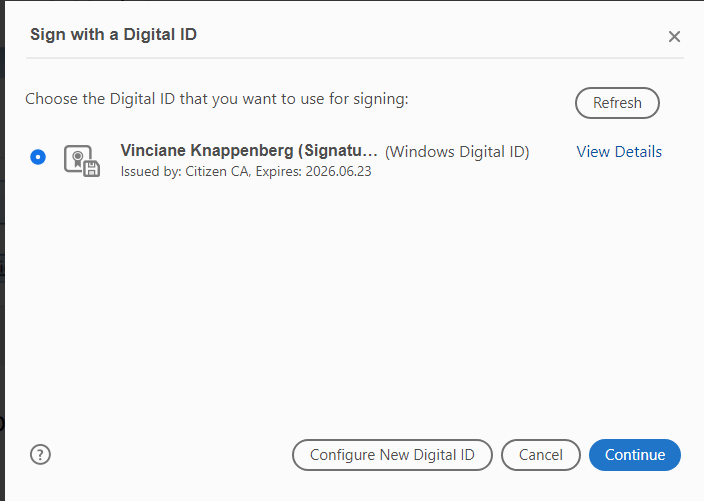 Sign with a Digital ID
Choose the Digital ID that you want to use for signing:
Refresh
Vinciane Knappenberg (Signatu... (Windows Digital ID)
View Details
Issued by: Citizen CA, Expires: 2026.06.23
?
Configure New Digital ID
Cancel
Continue